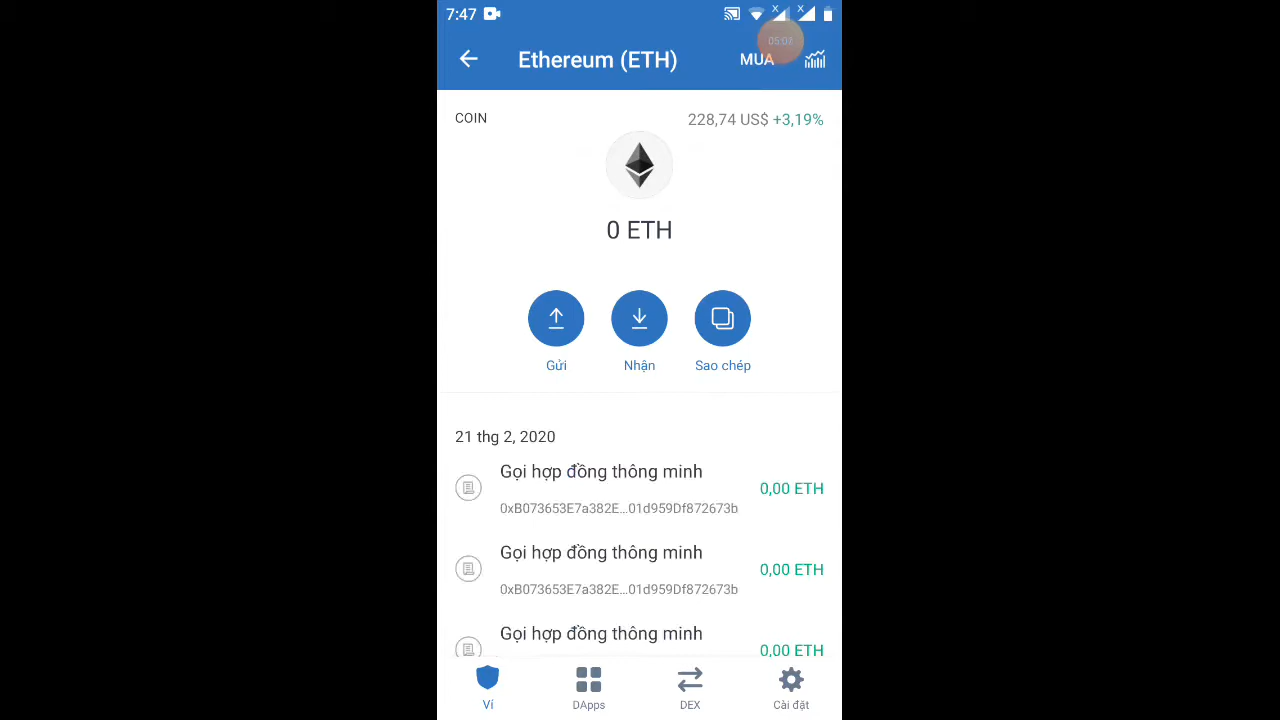 7:47
05:01
Ethereum (ETH)
MUA
COIN
228,74 US$ +3,19%
0 ETH
Gửi
Nhận
Sao chép
21 thg 2, 2020
Gọi hợp đồng thông minh
0,00 ETH
0xB073653E7a382E...01d959Df872673b
Gọi hợp đồng thông minh
0,00 ETH
0xB073653E7a382E...01d959Df872673b
Gọi hợp đồng thông minh
0,00 ETH
Ví
DApps
DEX
Cài đặt